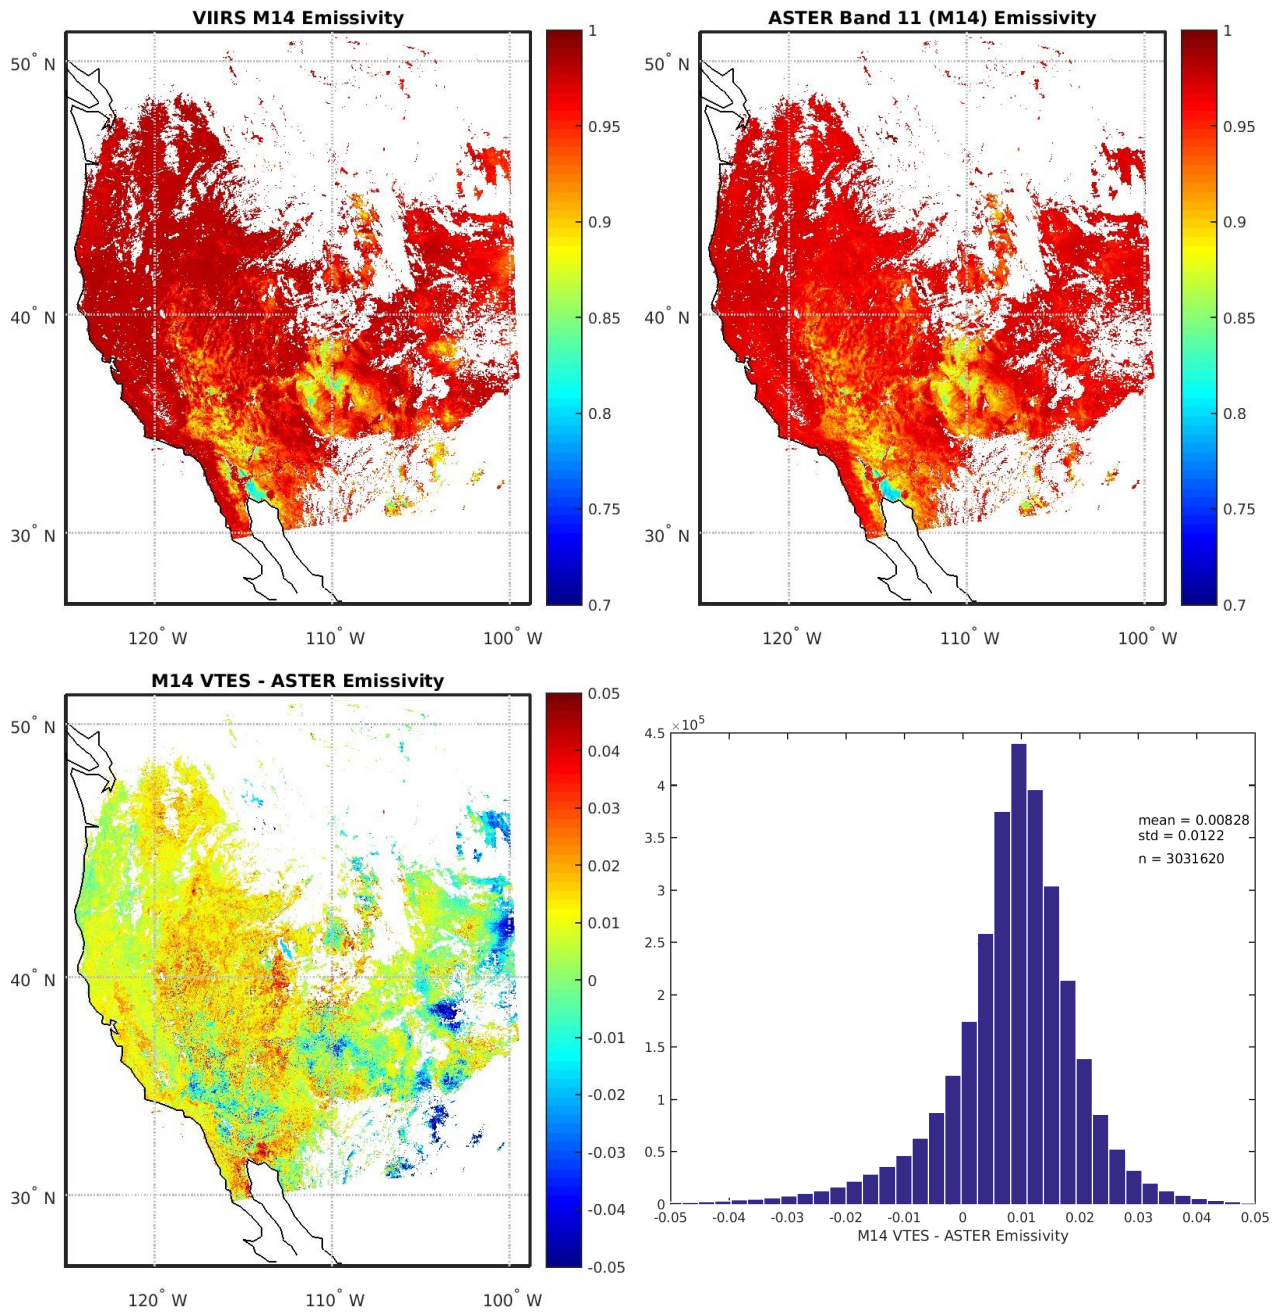 VIIRS M14 Emissivity
50° N
40° N
30° N
120° W
110° W
100° W
1
0.95
0.9
0.85
0.8
0.75
0.7
ASTER Band 11 (M14) Emissivity
50° N
40° N
30° N
120° W
110° W
100° W
1
0.95
0.9
0.85
0.8
0.75
0.7
M14 VTES - ASTER Emissivity
50° N
40° N
30° N
120° W
110° W
100° W
0.05
0.04
0.03
0.02
0.01
0
-0.01
-0.02
-0.03
-0.04
-0.05
×10⁵
4.5
4
3.5
3
2.5
2
1.5
1
0.5
0
mean = 0.00828
std = 0.0122
n = 3031620
-0.05 -0.04 -0.03 -0.02 -0.01 0 0.01 0.02 0.03 0.04 0.05
M14 VTES - ASTER Emissivity